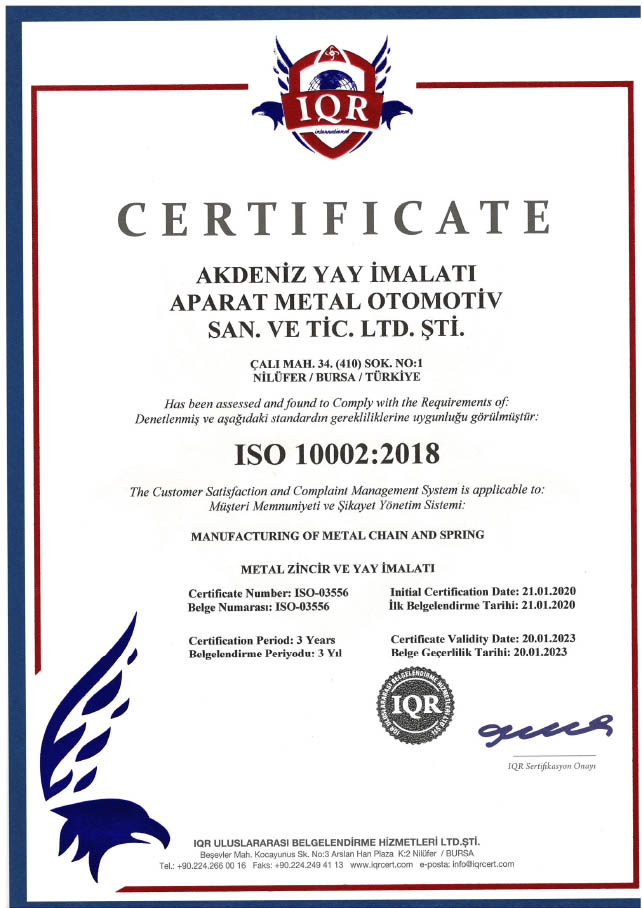 IQR
international
CERTIFICATE
AKDENİZ YAY İMALATI
APARAT METAL OTOMOTİV
SAN. VE TİC. LTD. ŞTİ.
ÇALI MAH. 34. (410) SOK. NO:1
NİLÜFER / BURSA / TÜRKİYE
Has been assessed and found to Comply with the Requirements of:
Denetlenmiş ve aşağıdaki standardın gerekliliklerine uygunluğu görülmüştür:
ISO 10002:2018
The Customer Satisfaction and Complaint Management System is applicable to:
Müşteri Memnuniyeti ve Şikayet Yönetim Sistemi:
MANUFACTURING OF METAL CHAIN AND SPRING
METAL ZİNCİR VE YAY İMALATI
Certificate Number: ISO-03556
Belge Numarası: ISO-03556
Initial Certification Date: 21.01.2020
İlk Belgelendirme Tarihi: 21.01.2020
Certification Period: 3 Years
Belgelendirme Periyodu: 3 Yıl
Certificate Validity Date: 20.01.2023
Belge Geçerlilik Tarihi: 20.01.2023
IQR
IQR Sertifikasyon Onayı
IQR ULUSLARARASI BELGELENDİRME HİZMETLERİ LTD.ŞTİ.
Beşevler Mah. Kocayunus Sk. No:3 Arslan Han Plaza K:2 Nilüfer / BURSA
Tel.: +90.224.266 00 16 Faks: +90.224.249 41 13 www.iqrcert.com e-posta: info@iqrcert.com